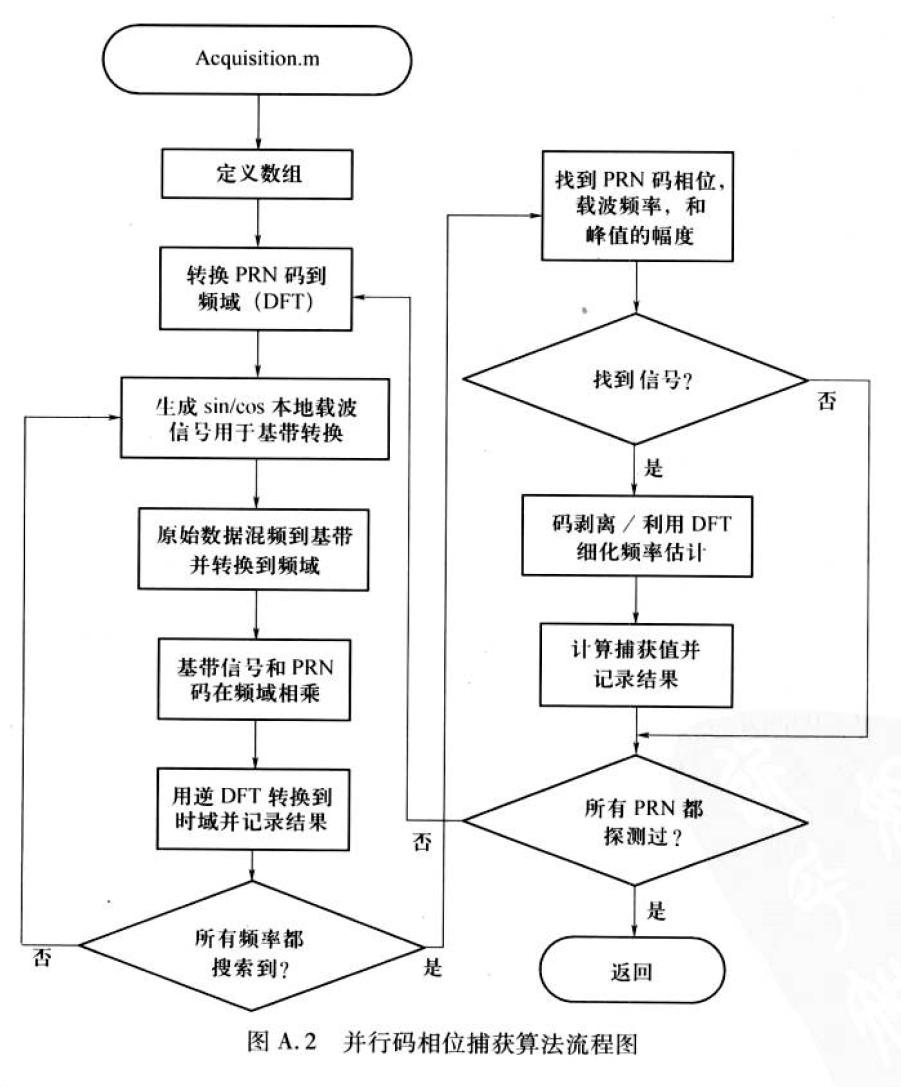 Acquisition.m
定义数组
转换 PRN 码到
频域（DFT）
生成 sin/cos 本地载波
信号用于基带转换
原始数据混频到基带
并转换到频域
基带信号和 PRN
码在频域相乘
用逆 DFT 转换到
时域并记录结果
所有频率都
搜索到？
否
是
找到 PRN 码相位，
载波频率，和
峰值的幅度
找到信号？
否
是
码剥离／利用 DFT
细化频率估计
计算捕获值并
记录结果
所有 PRN 都
探测过？
否
是
返回
图 A.2 并行码相位捕获算法流程图